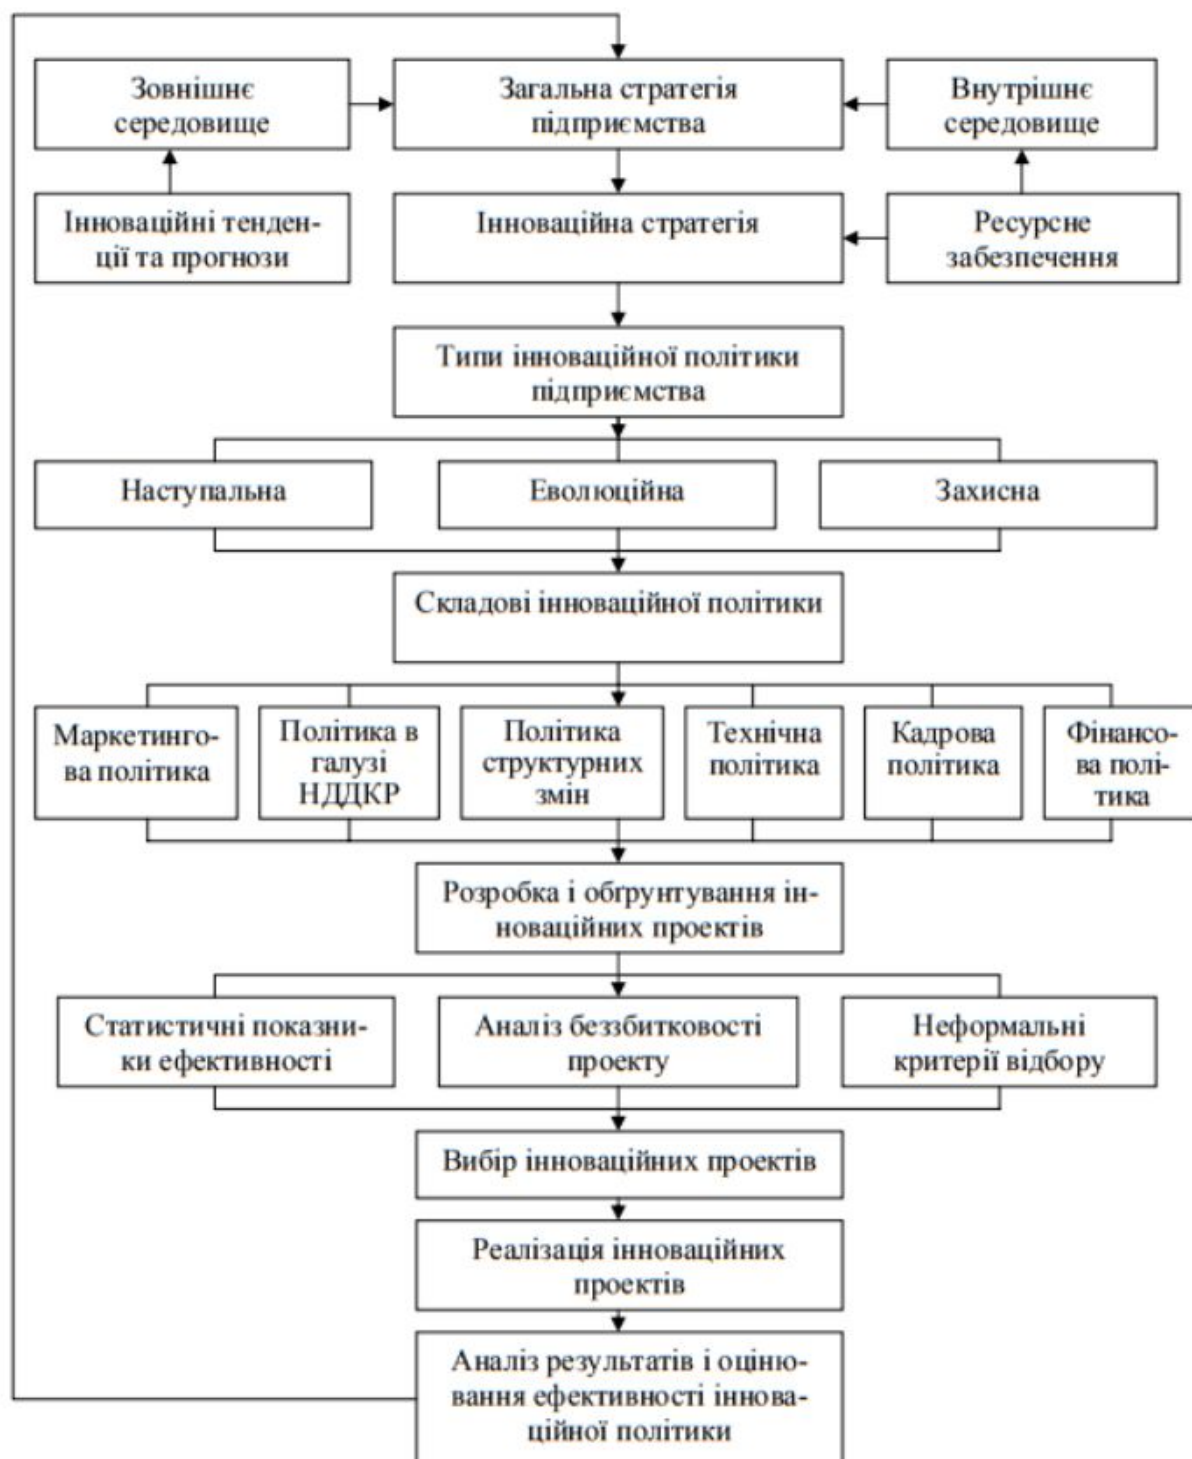 Зовнішнє
середовище
Загальна стратегія
підприємства
Внутрішнє
середовище
Інноваційні тенден-
ції та прогнози
Інноваційна стратегія
Ресурсне
забезпечення
Типи інноваційної політики
підприємства
Наступальна
Еволюційна
Захисна
Складові інноваційної політики
Маркетинго-
ва політика
Політика в
галузі
НДДКР
Політика
структурних
змін
Технічна
політика
Кадрова
політика
Фінансо-
ва полі-
тика
Розробка і обґрунтування ін-
новаційних проектів
Статистичні показни-
ки ефективності
Аналіз беззбитковості
проекту
Неформальні
критерії відбору
Вибір інноваційних проектів
Реалізація інноваційних
проектів
Аналіз результатів і оціню-
вання ефективності іннова-
ційної політики